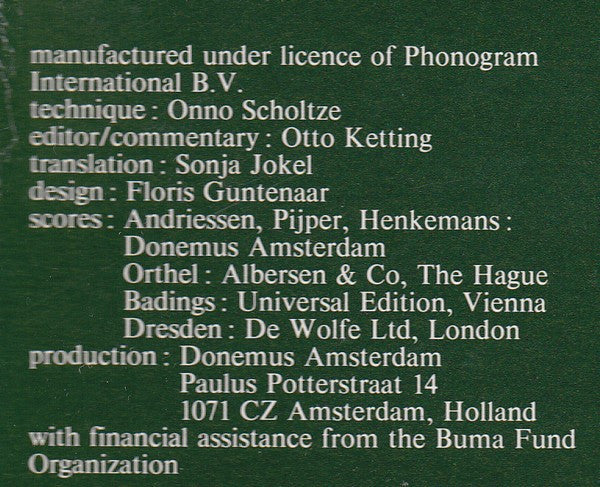 manufactured under licence of Phonogram
International B.V.
technique : Onno Scholtze
editor/commentary : Otto Ketting
translation : Sonja Jokel
design : Floris Guntenaar
scores : Andriessen, Pijper, Henkemans :
Donemus Amsterdam
Orthel : Albersen & Co, The Hague
Badings : Universal Edition, Vienna
Dresden : De Wolfe Ltd, London
production : Donemus Amsterdam
Paulus Potterstraat 14
1071 CZ Amsterdam, Holland
with financial assistance from the Buma Fund
Organization